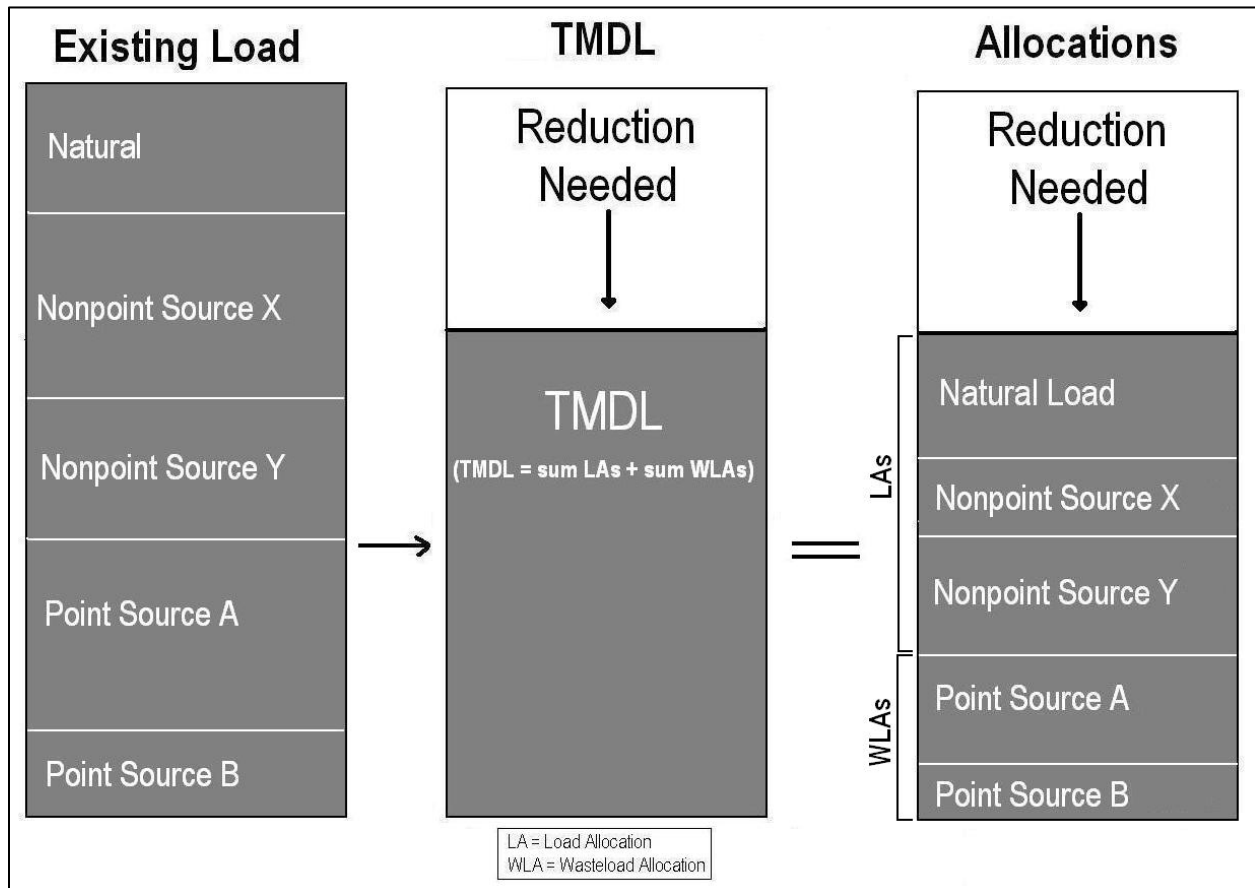 Existing Load
Natural
Nonpoint Source X
Nonpoint Source Y
Point Source A
Point Source B
TMDL
Reduction
Needed
TMDL
(TMDL = sum LAs + sum WLAs)
Allocations
Reduction
Needed
LAs
Natural Load
Nonpoint Source X
Nonpoint Source Y
WLAs
Point Source A
Point Source B
LA = Load Allocation
WLA = Wasteload Allocation